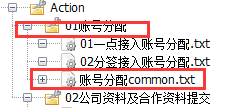 Action
01账号分配
01一点接入账号分配.txt
02分签接入账号分配.txt
账号分配common.txt
02公司资料及合作资料提交